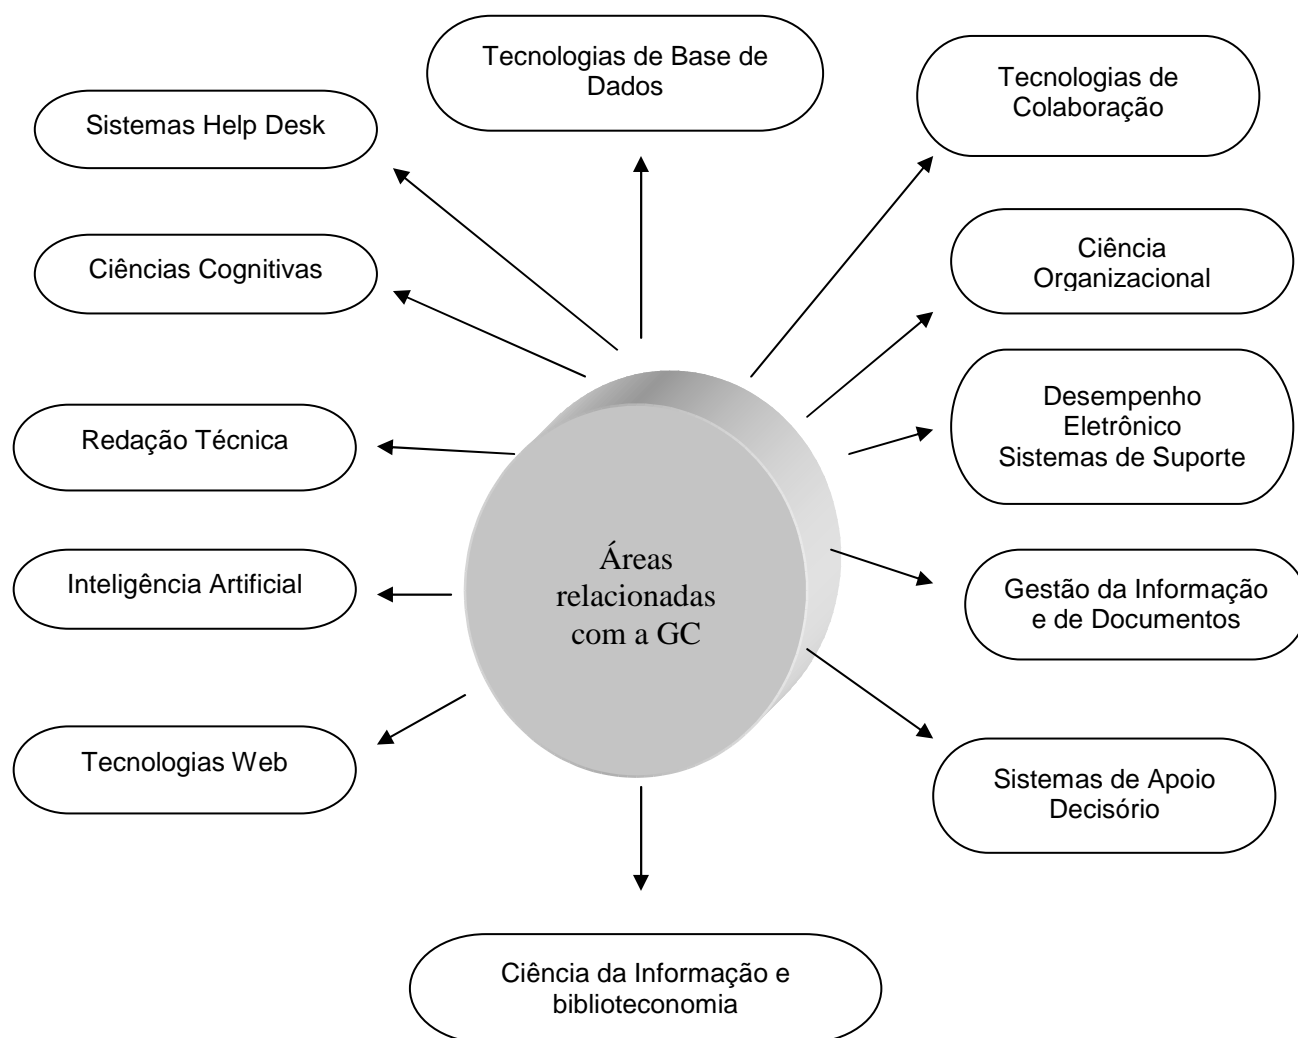 Tecnologias de Base de
Dados
Tecnologias de
Colaboração
Sistemas Help Desk
Ciência
Organizacional
Ciências Cognitivas
Desempenho
Eletrônico
Sistemas de Suporte
Redação Técnica
Áreas
relacionadas
com a GC
Inteligência Artificial
Gestão da Informação
e de Documentos
Tecnologias Web
Sistemas de Apoio
Decisório
Ciência da Informação e
biblioteconomia